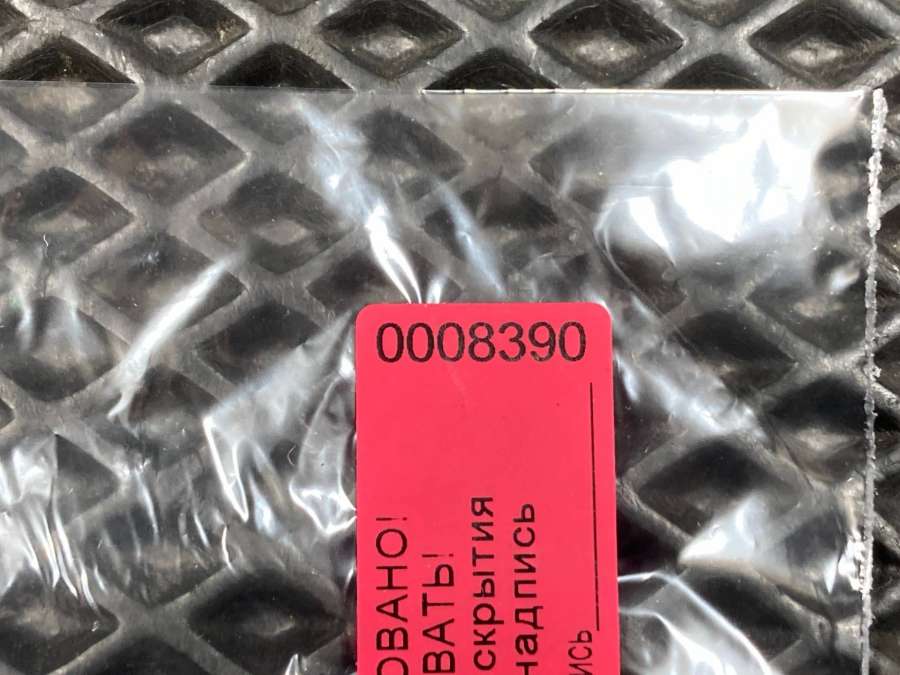 0008390
ОВАНО!
ВАТЬ!
скрытия
надпись
ись